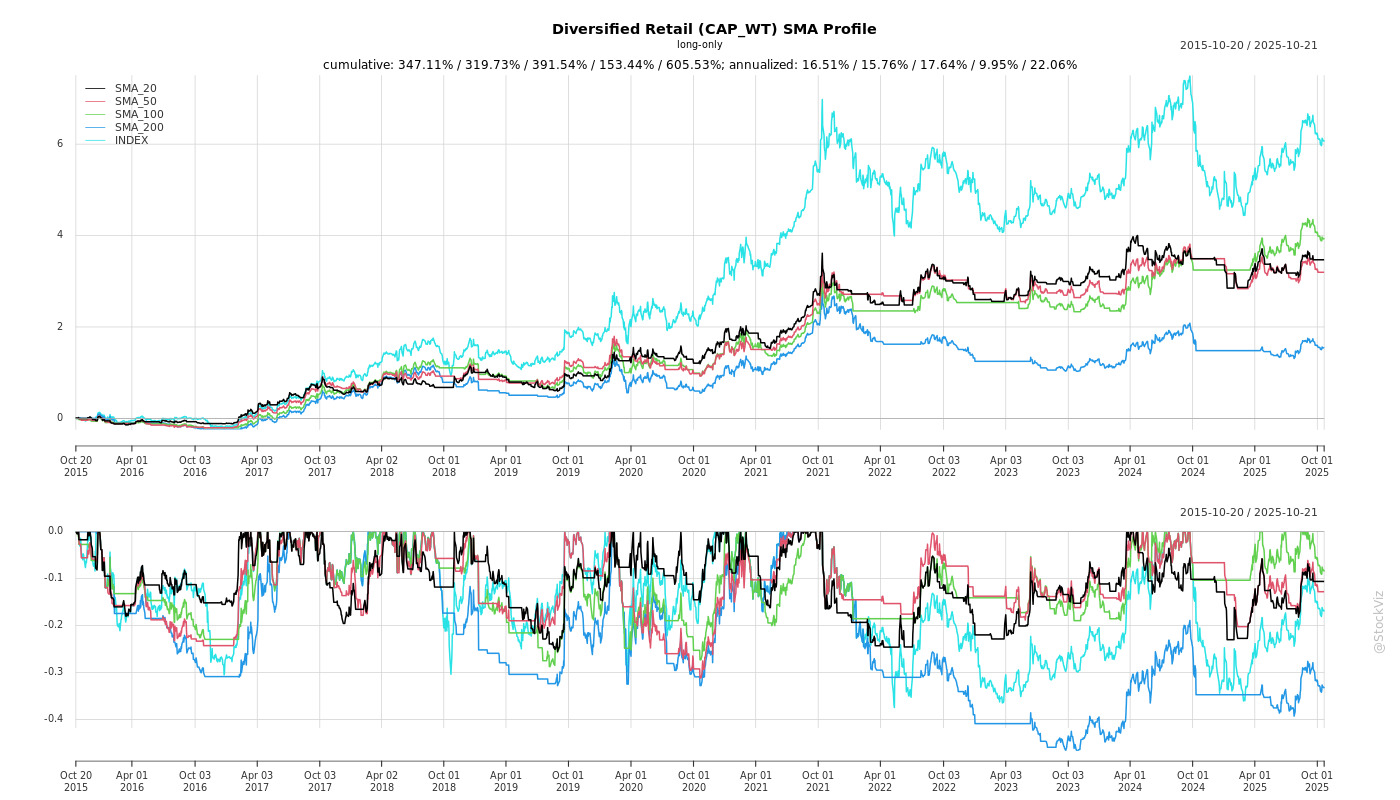 Diversified Retail (CAP_WT) SMA Profile
long-only
2015-10-20 / 2025-10-21
cumulative: 347.11% / 319.73% / 391.54% / 153.44% / 605.53%; annualized: 16.51% / 15.76% / 17.64% / 9.95% / 22.06%
SMA_20
SMA_50
SMA_100
SMA_200
INDEX
6
4
2
0
Oct 20 Apr 01 Oct 03 Apr 03 Oct 03 Apr 02 Oct 01 Apr 01 Oct 01 Apr 01 Oct 01 Apr 01 Oct 01 Apr 01 Oct 03 Apr 03 Oct 03 Apr 01 Oct 01 Apr 01 Oct 01
2015 2016 2016 2017 2017 2018 2018 2019 2019 2020 2020 2021 2021 2022 2022 2023 2023 2024 2024 2025 2025
2015-10-20 / 2025-10-21
0.0
-0.1
-0.2
-0.3
-0.4
Oct 20 Apr 01 Oct 03 Apr 03 Oct 03 Apr 02 Oct 01 Apr 01 Oct 01 Apr 01 Oct 01 Apr 01 Oct 01 Apr 01 Oct 03 Apr 03 Oct 03 Apr 01 Oct 01 Apr 01 Oct 01
2015 2016 2016 2017 2017 2018 2018 2019 2019 2020 2020 2021 2021 2022 2022 2023 2023 2024 2024 2025 2025
@StockViz